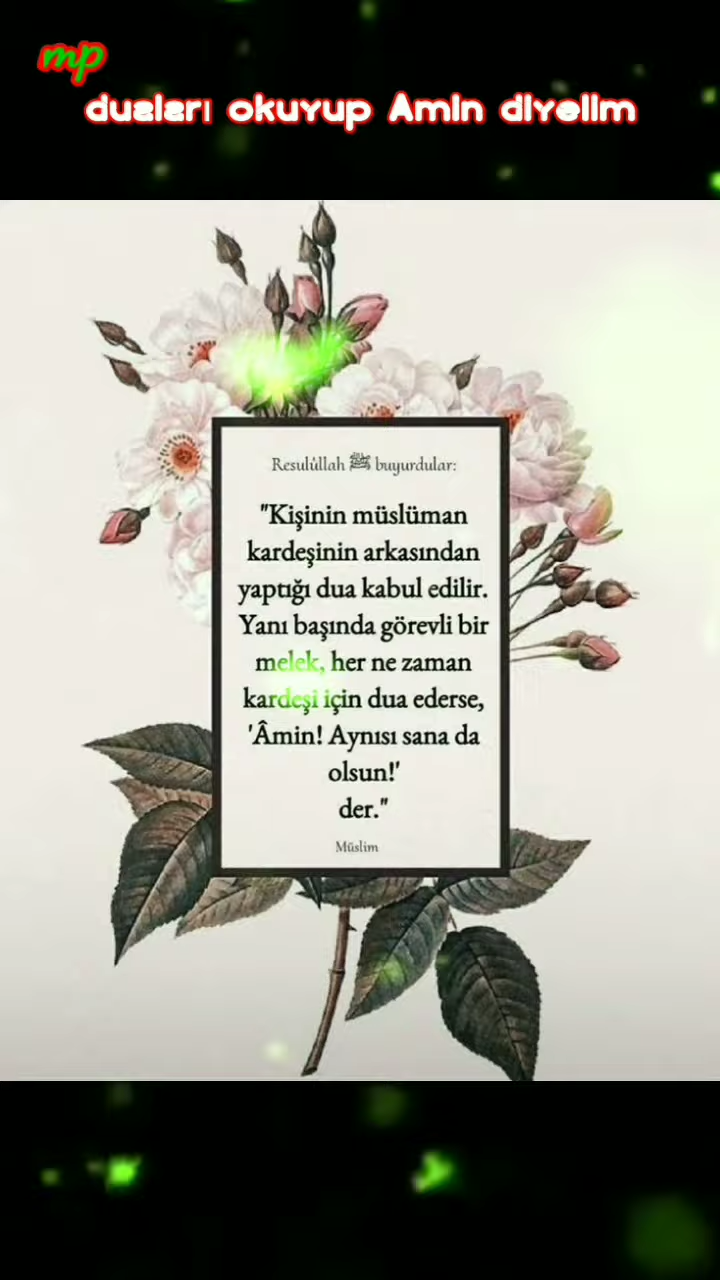 mp
duaları okuyup Amin diyelim
Resulüllah ﷺ buyurdular:
"Kişinin müslüman
kardeşinin arkasından
yaptığı dua kabul edilir.
Yanı başında görevli bir
melek, her ne zaman
kardeşi için dua ederse,
'Âmin! Aynısı sana da
olsun!'
der."
Müslim